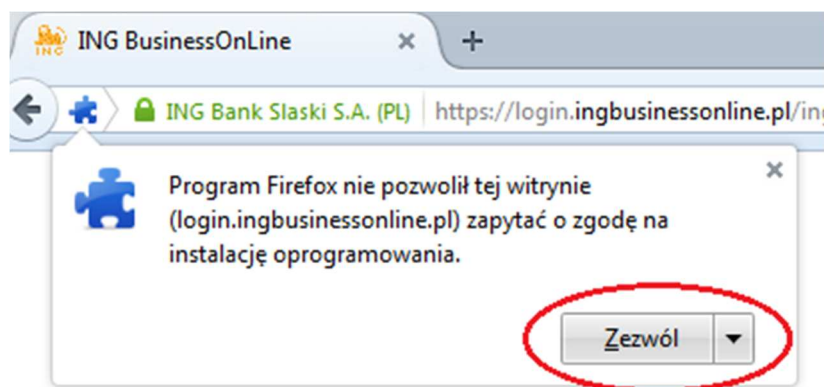 ING BusinessOnLine
ING Bank Slaski S.A. (PL) https://login.ingbusinessonline.pl/in
Program Firefox nie pozwolił tej witrynie
(login.ingbusinessonline.pl) zapytać o zgodę na
instalację oprogramowania.
Zezwól